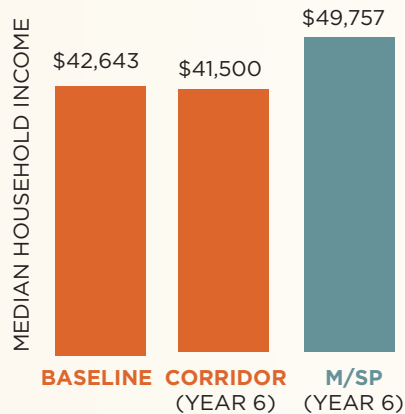 MEDIAN HOUSEHOLD INCOME
$42,643
$41,500
$49,757
BASELINE
CORRIDOR
(YEAR 6)
M/SP
(YEAR 6)